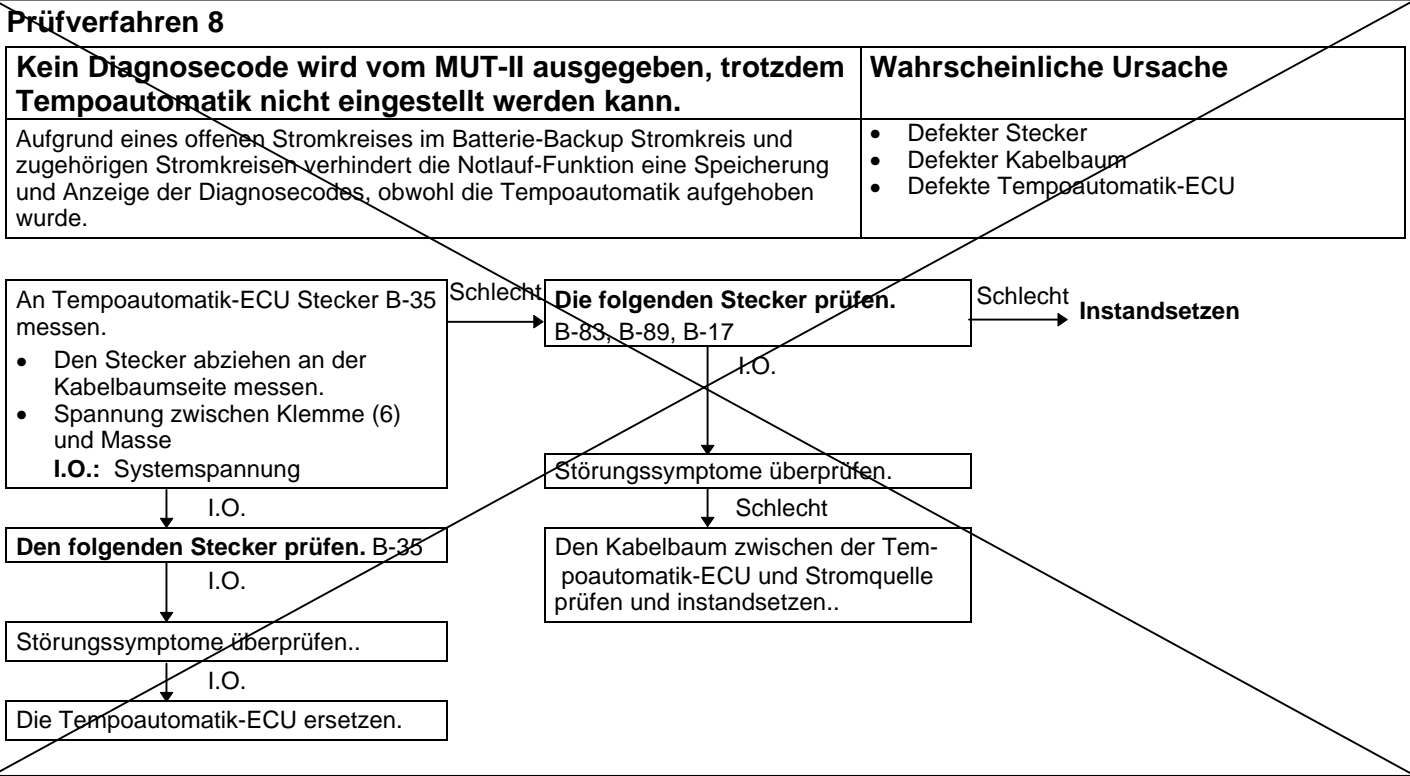 Prüfverfahren 8
Kein Diagnosecode wird vom MUT-II ausgegeben, trotzdem
Tempoautomatik nicht eingestellt werden kann.
Wahrscheinliche Ursache
Aufgrund eines offenen Stromkreises im Batterie-Backup Stromkreis und
zugehörigen Stromkreisen verhindert die Notlauf-Funktion eine Speicherung
und Anzeige der Diagnosecodes, obwohl die Tempoautomatik aufgehoben
wurde.
• Defekter Stecker
• Defekter Kabelbaum
• Defekte Tempoautomatik-ECU
An Tempoautomatik-ECU Stecker B-35
messen.
• Den Stecker abziehen an der
Kabelbaumseite messen.
• Spannung zwischen Klemme (6)
und Masse
I.O.: Systemspannung
Schlecht
Die folgenden Stecker prüfen.
B-83, B-89, B-17
Schlecht
Instandsetzen
I.O.
Störungssymptome überprüfen.
Schlecht
Den Kabelbaum zwischen der Tem-
poautomatik-ECU und Stromquelle
prüfen und instandsetzen..
I.O.
Den folgenden Stecker prüfen. B-35
I.O.
Störungssymptome überprüfen..
I.O.
Die Tempoautomatik-ECU ersetzen.